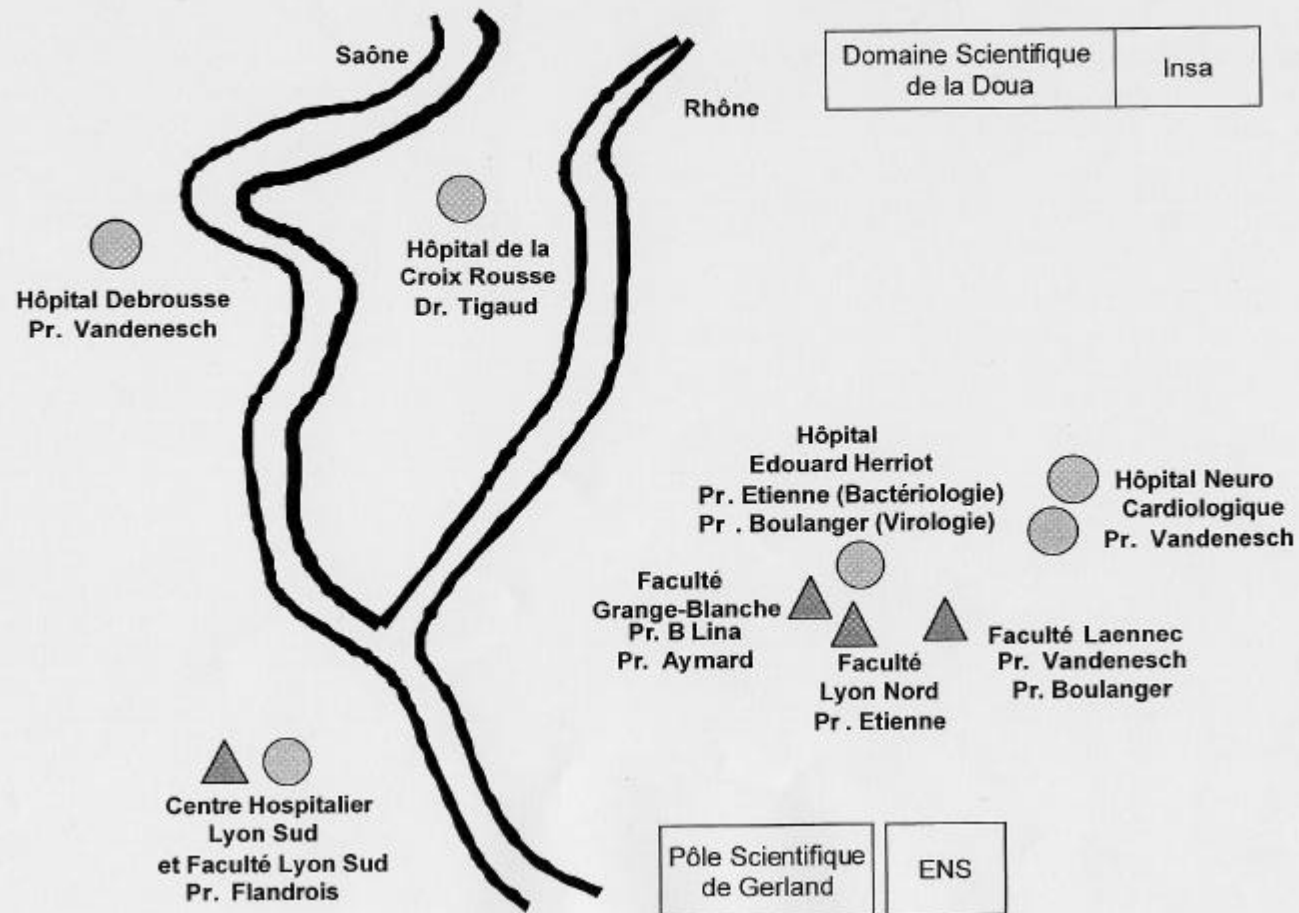 Saône
Rhône
Domaine Scientifique
de la Doua
Insa
Hôpital Debrousse
Pr. Vandenesch
Hôpital de la
Croix Rousse
Dr. Tigaud
Hôpital
Edouard Herriot
Pr. Etienne (Bactériologie)
Pr . Boulanger (Virologie)
Hôpital Neuro
Cardiologique
Pr. Vandenesch
Faculté
Grange-Blanche
Pr. B Lina
Pr. Aymard
Faculté
Lyon Nord
Pr . Etienne
Faculté Laennec
Pr. Vandenesch
Pr. Boulanger
Centre Hospitalier
Lyon Sud
et Faculté Lyon Sud
Pr. Flandrois
Pôle Scientifique
de Gerland
ENS